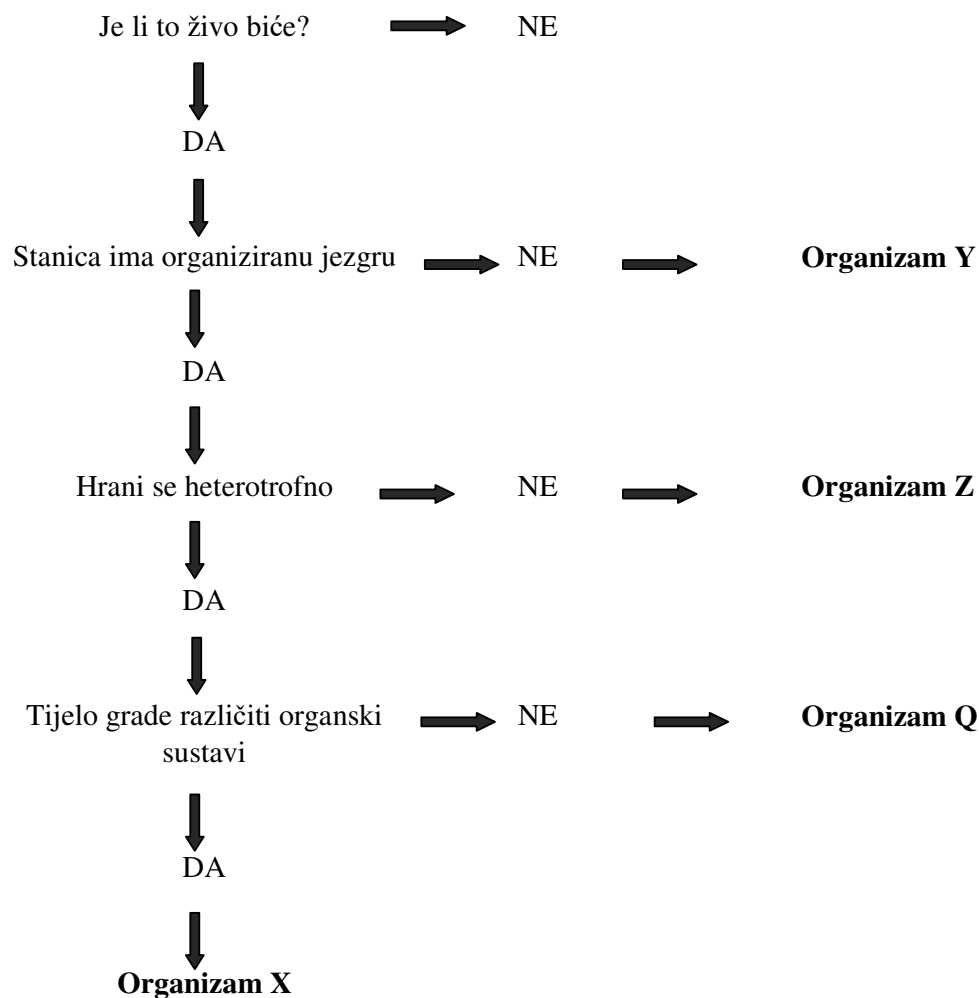 Je li to živo biće? NE
DA
Stanica ima organiziranu jezgru NE Organizam Y
DA
Hrani se heterotrofno NE Organizam Z
DA
Tijelo grade različiti organski NE Organizam Q
sustavi
DA
Organizam X